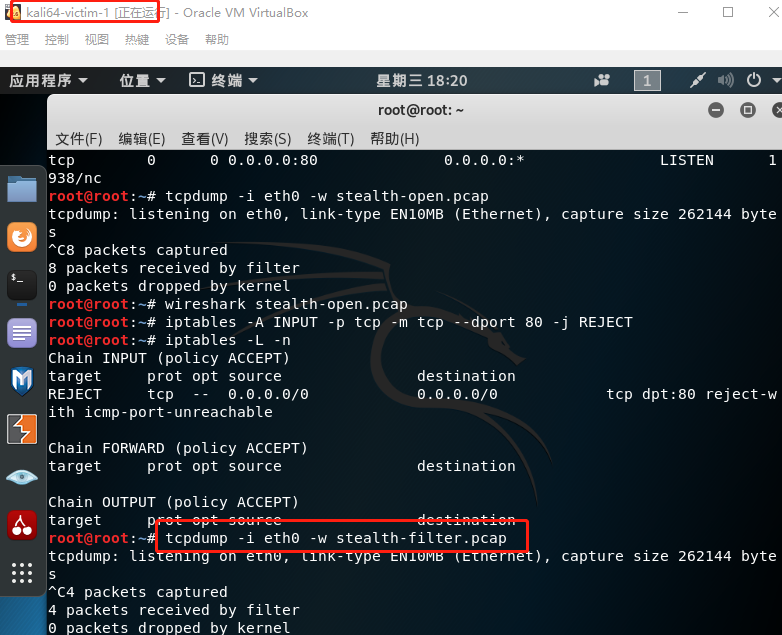 kali64-victim-1 [正在运行] - Oracle VM VirtualBox
管理 控制 视图 热键 设备 帮助
应用程序 位置 终端 星期三 18:20 1
root@root: ~
文件(F) 编辑(E) 查看(V) 搜索(S) 终端(T) 帮助(H)
tcp 0 0 0.0.0.0:80 0.0.0.0:* LISTEN 1
938/nc
root@root:~# tcpdump -i eth0 -w stealth-open.pcap
tcpdump: listening on eth0, link-type EN10MB (Ethernet), capture size 262144 byte
s
^C8 packets captured
8 packets received by filter
0 packets dropped by kernel
root@root:~# wireshark stealth-open.pcap
root@root:~# iptables -A INPUT -p tcp -m tcp --dport 80 -j REJECT
root@root:~# iptables -L -n
Chain INPUT (policy ACCEPT)
target prot opt source destination
REJECT tcp -- 0.0.0.0/0 0.0.0.0/0 tcp dpt:80 reject-w
ith icmp-port-unreachable
Chain FORWARD (policy ACCEPT)
target prot opt source destination
Chain OUTPUT (policy ACCEPT)
target prot opt source destination
root@root:~# tcpdump -i eth0 -w stealth-filter.pcap
tcpdump: listening on eth0, link-type EN10MB (Ethernet), capture size 262144 byte
s
^C4 packets captured
4 packets received by filter
0 packets dropped by kernel